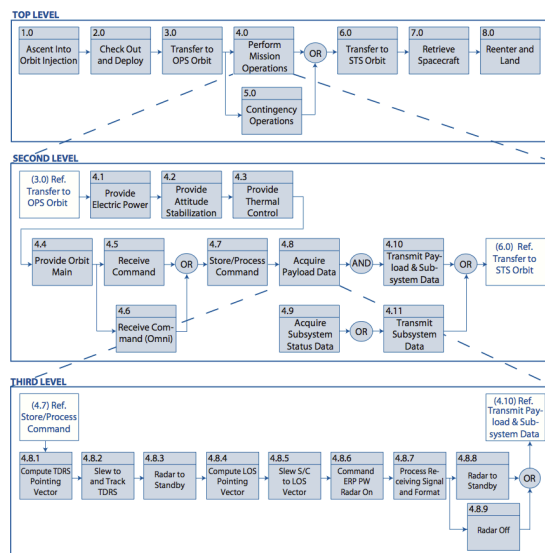 TOP LEVEL
1.0
Ascent Into
Orbit Injection
2.0
Check Out
and Deploy
3.0
Transfer to
OPS Orbit
4.0
Perform
Mission
Operations
OR
6.0
Transfer to
STS Orbit
7.0
Retrieve
Spacecraft
8.0
Reenter and
Land
5.0
Contingency
Operations
SECOND LEVEL
(3.0) Ref.
Transfer to
OPS Orbit
4.1
Provide
Electric Power
4.2
Provide
Attitude
Stabilization
4.3
Provide
Thermal
Control
4.4
Provide Orbit
Main
4.5
Receive
Command
OR
4.7
Store/Process
Command
4.8
Acquire
Payload Data
AND
4.10
Transmit Pay-
load & Sub-
system Data
OR
(6.0) Ref.
Transfer to
STS Orbit
4.6
Receive Com-
mand (Omni)
4.9
Acquire
Subsystem
Status Data
OR
4.11
Transmit
Subsystem
Data
THIRD LEVEL
(4.7) Ref.
Store/Process
Command
(4.10) Ref.
Transmit Pay-
load & Sub-
system Data
4.8.1
Compute TDRS
Pointing
Vector
4.8.2
Slew to
and Track
TDRS
4.8.3
Radar to
Standby
4.8.4
Compute LOS
Pointing
Vector
4.8.5
Slew S/C
to LOS
Vector
4.8.6
Command
ERP PW
Radar On
4.8.7
Process Re-
ceiving Signal
and Format
4.8.8
Radar to
Standby
OR
4.8.9
Radar Off